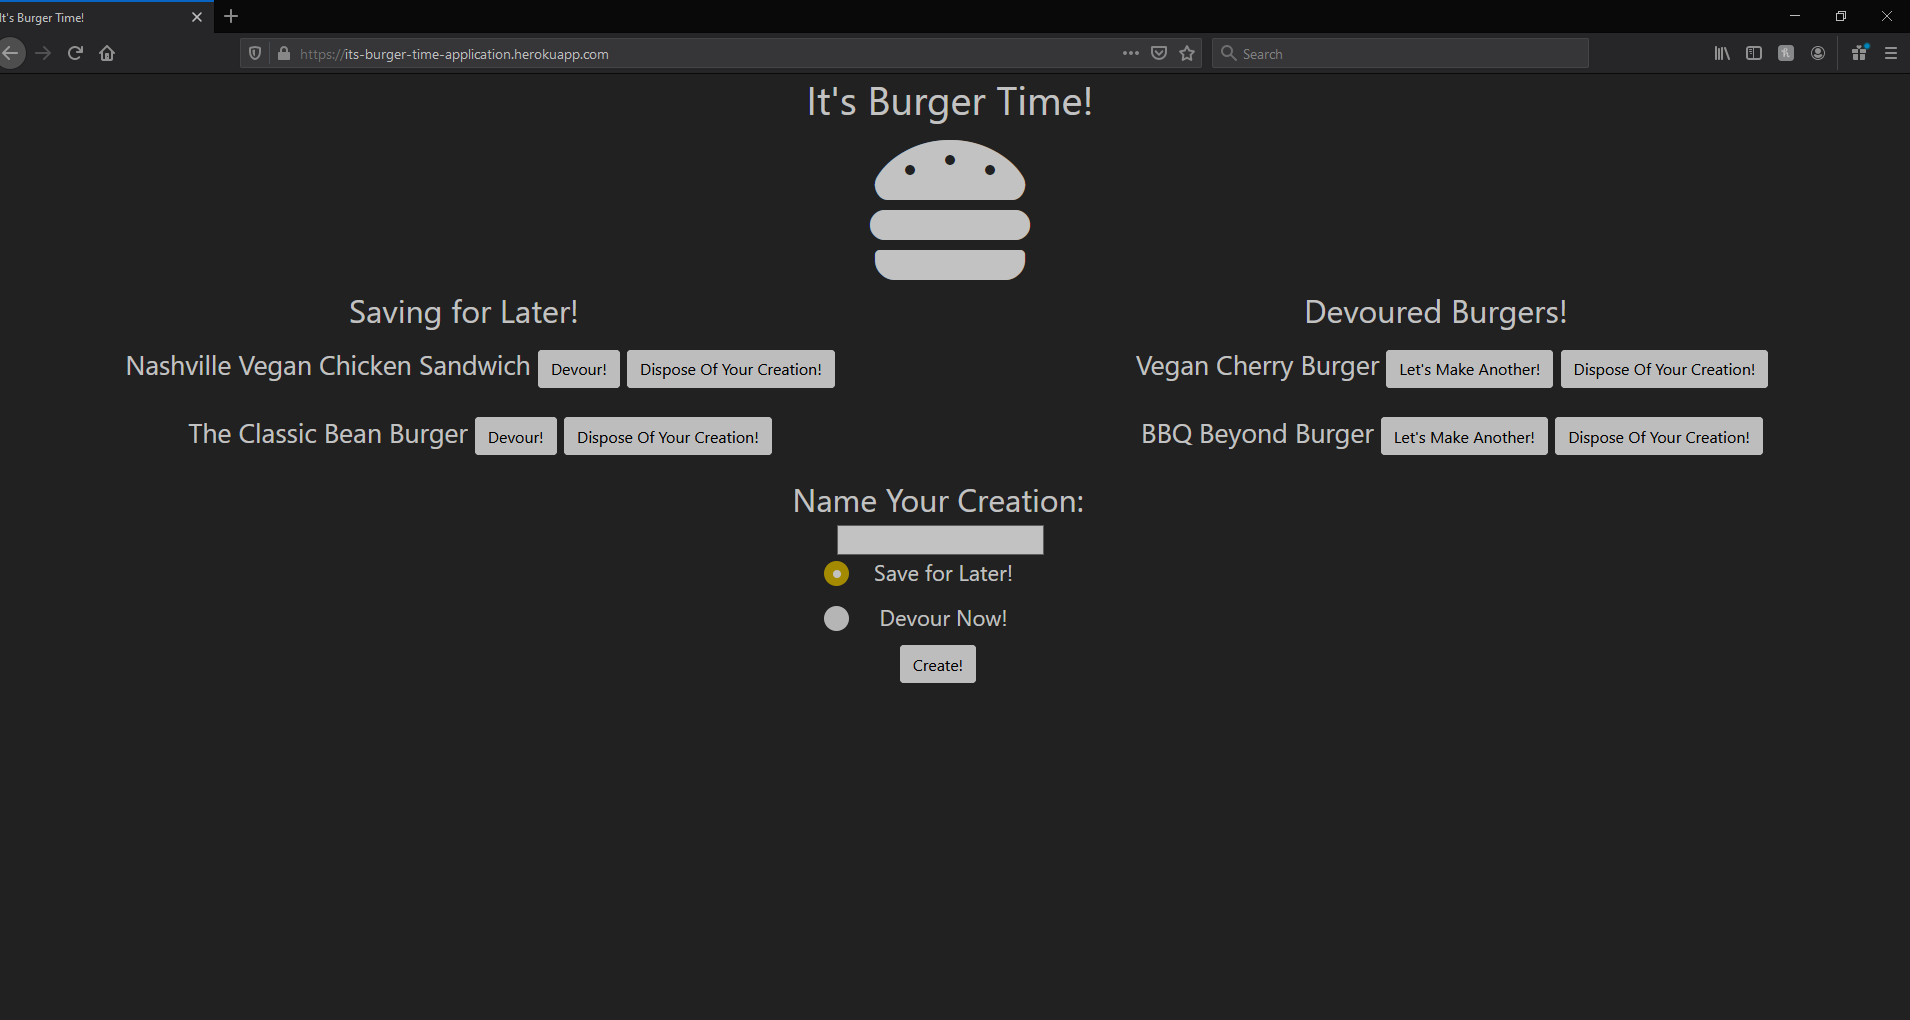 It's Burger Time!
https://its-burger-time-application.herokuapp.com
Search
It's Burger Time!
Saving for Later!
Nashville Vegan Chicken Sandwich Devour! Dispose Of Your Creation!
The Classic Bean Burger Devour! Dispose Of Your Creation!
Devoured Burgers!
Vegan Cherry Burger Let's Make Another! Dispose Of Your Creation!
BBQ Beyond Burger Let's Make Another! Dispose Of Your Creation!
Name Your Creation:
Save for Later!
Devour Now!
Create!